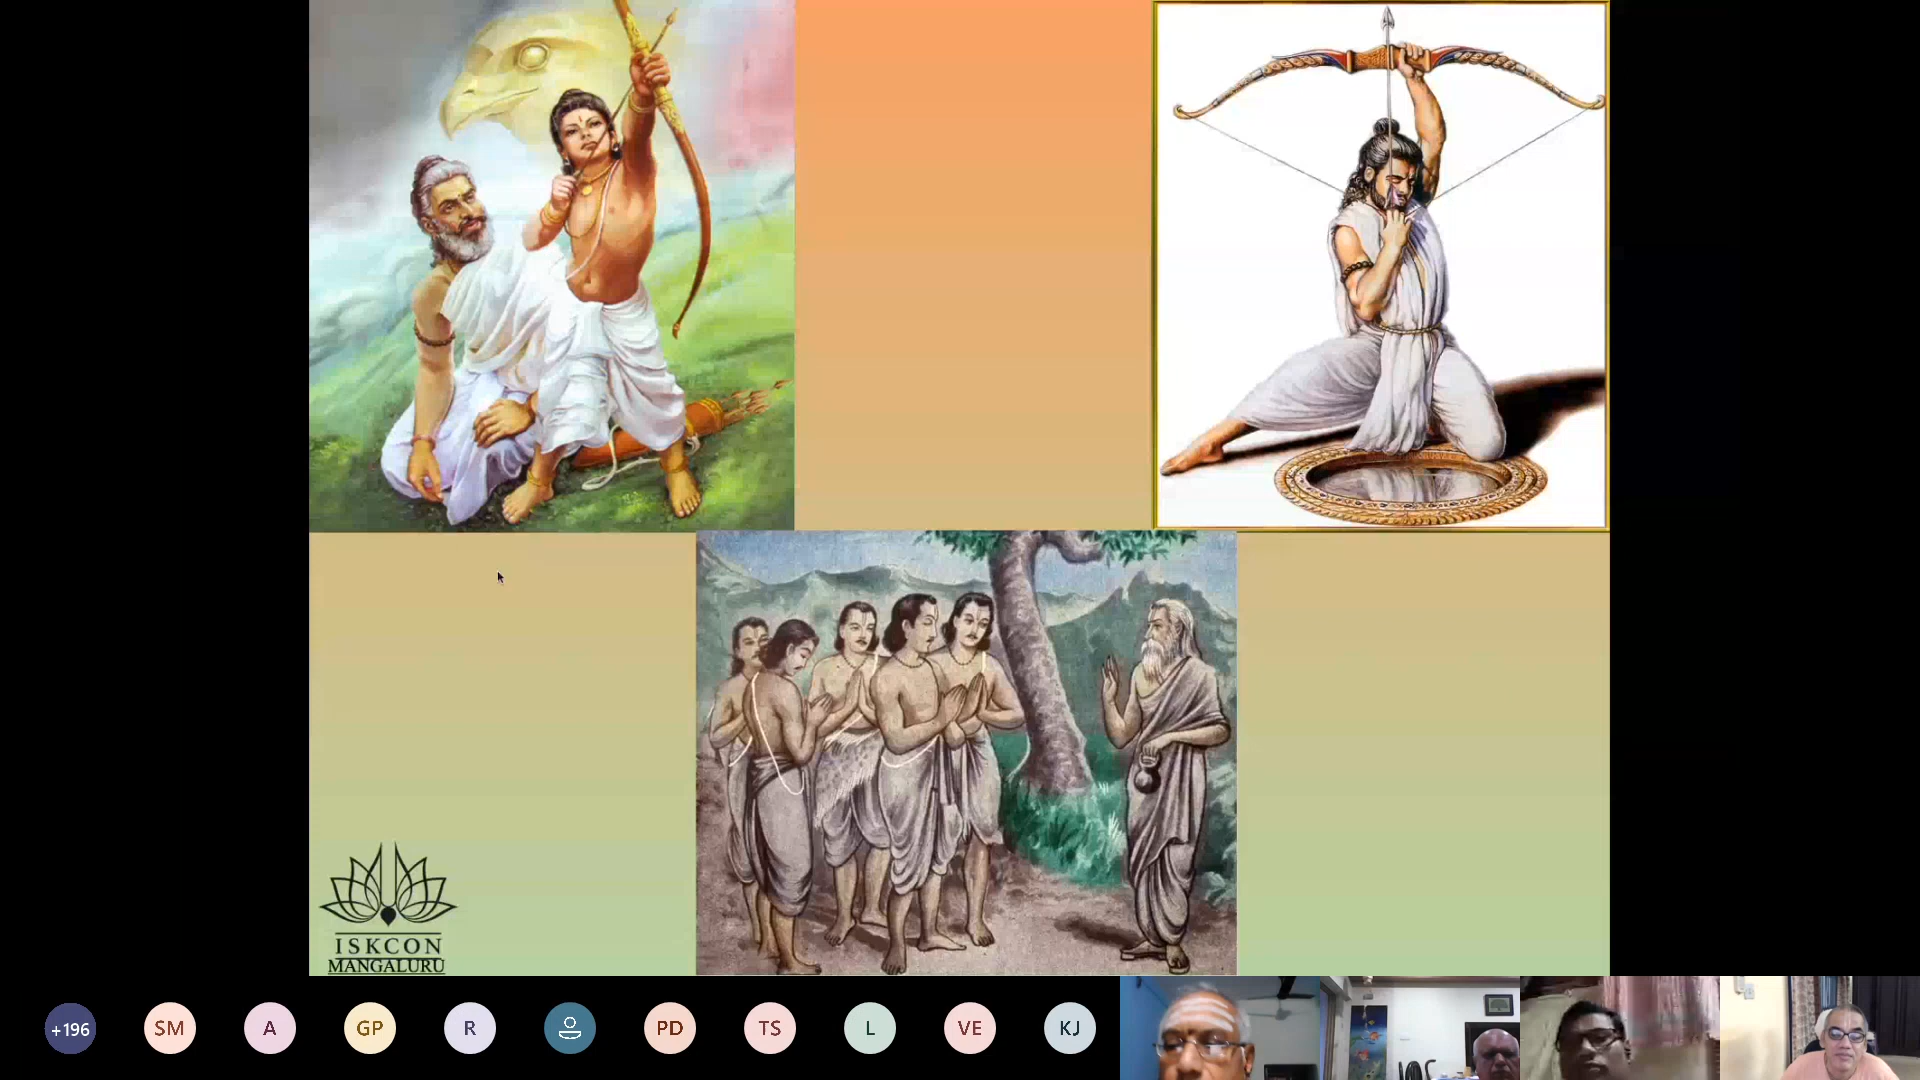 ISKCON
MANGALURU
+196
SM
A
GP
R
PD
TS
L
VE
KJ